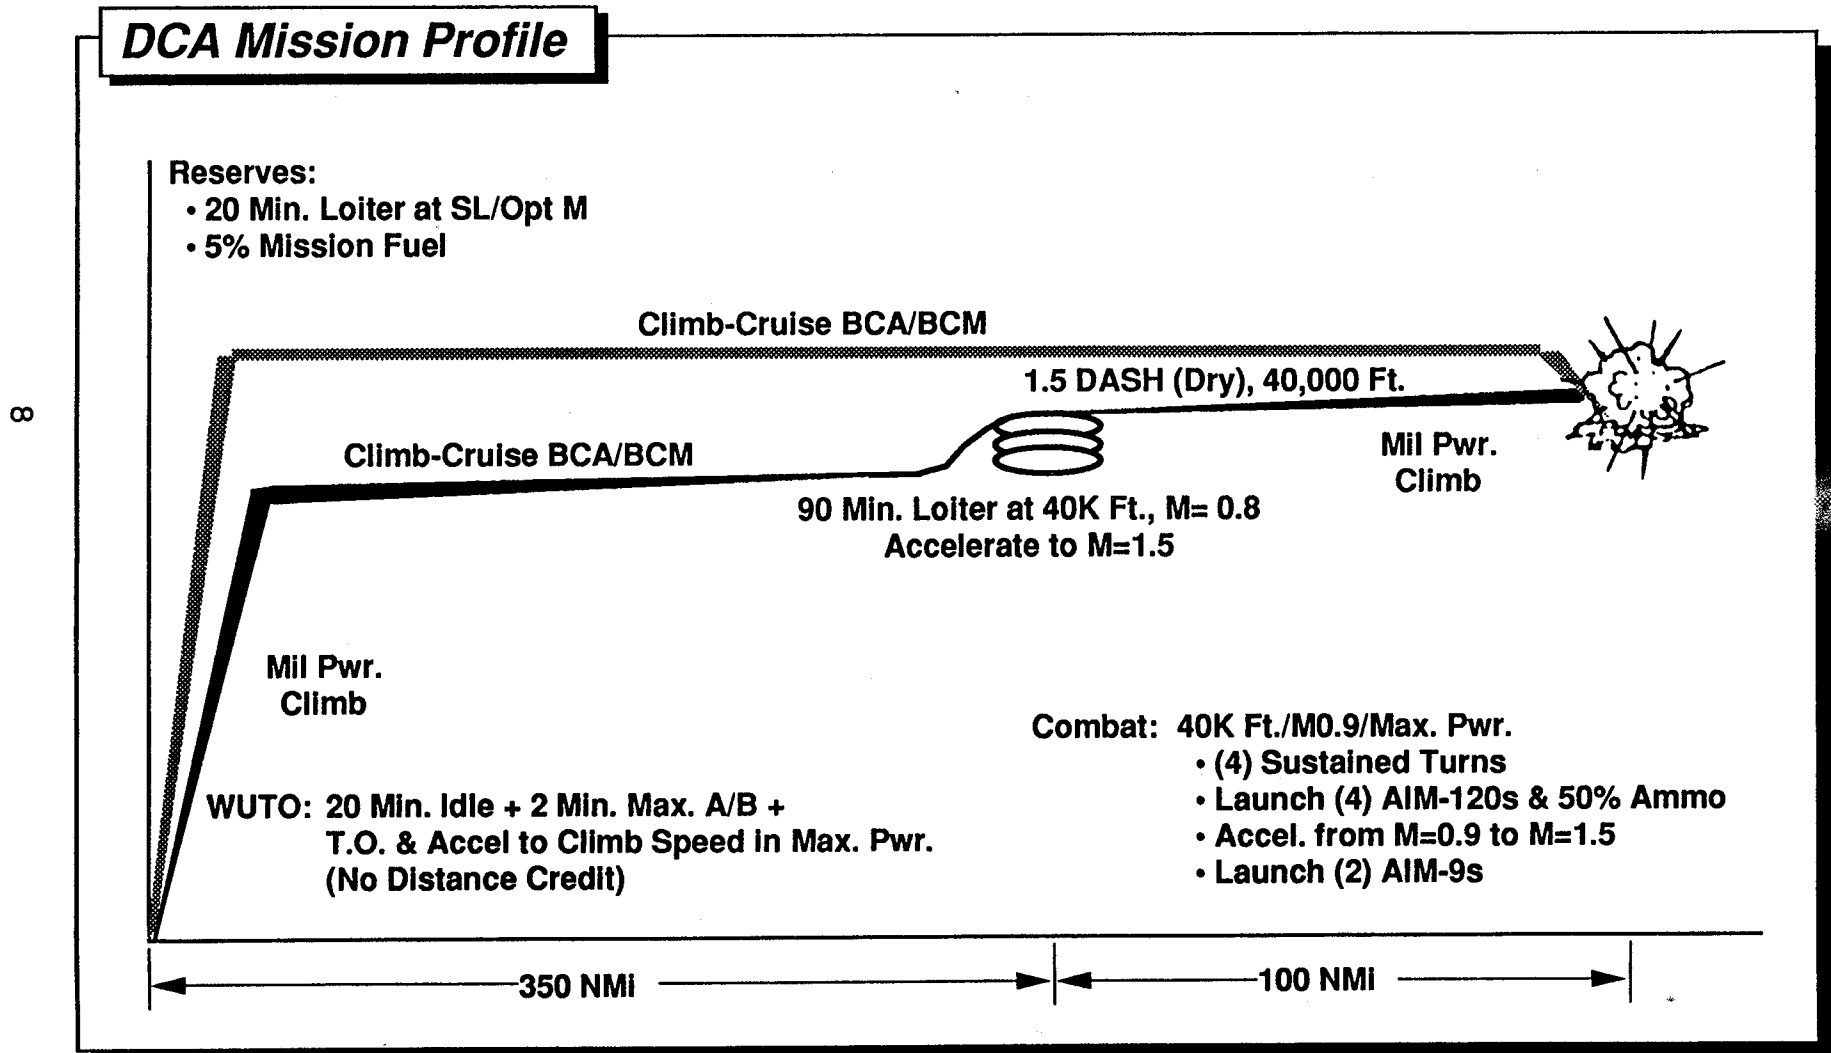 DCA Mission Profile
Reserves:
• 20 Min. Loiter at SL/Opt M
• 5% Mission Fuel
Climb-Cruise BCA/BCM
1.5 DASH (Dry), 40,000 Ft.
8
Climb-Cruise BCA/BCM
Mil Pwr.
Climb
90 Min. Loiter at 40K Ft., M= 0.8
Accelerate to M=1.5
Mil Pwr.
Climb
WUTO: 20 Min. Idle + 2 Min. Max. A/B +
T.O. & Accel to Climb Speed in Max. Pwr.
(No Distance Credit)
Combat: 40K Ft./M0.9/Max. Pwr.
• (4) Sustained Turns
• Launch (4) AIM-120s & 50% Ammo
• Accel. from M=0.9 to M=1.5
• Launch (2) AIM-9s
350 NMi
100 NMi